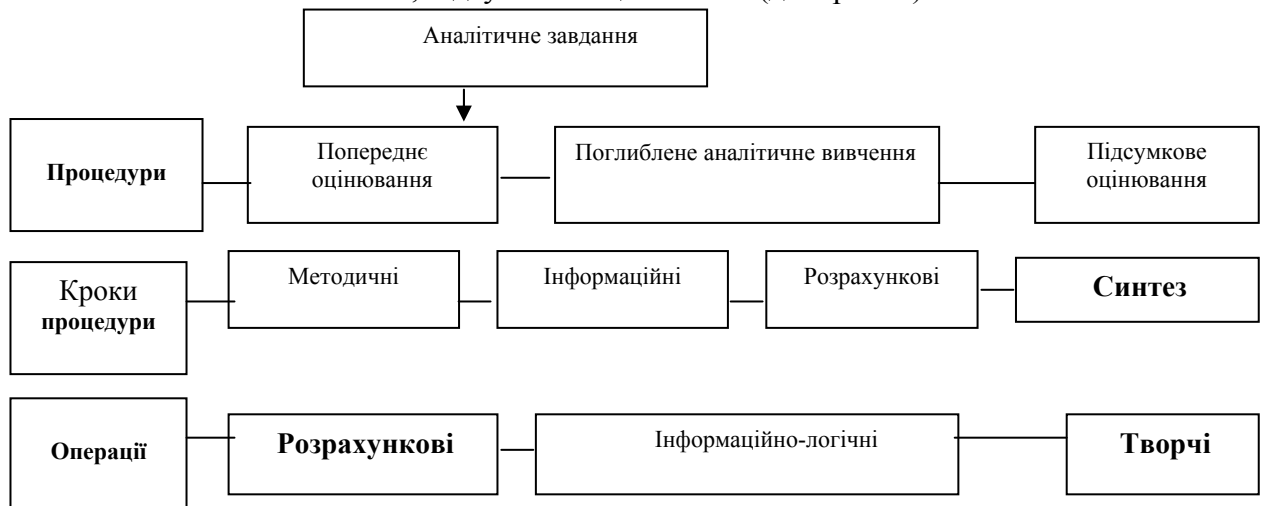 Аналітичне завдання
Процедури
Попереднє
оцінювання
Поглиблене аналітичне вивчення
Підсумкове
оцінювання
Кроки
процедури
Методичні
Інформаційні
Розрахункові
Синтез
Операції
Розрахункові
Інформаційно-логічні
Творчі